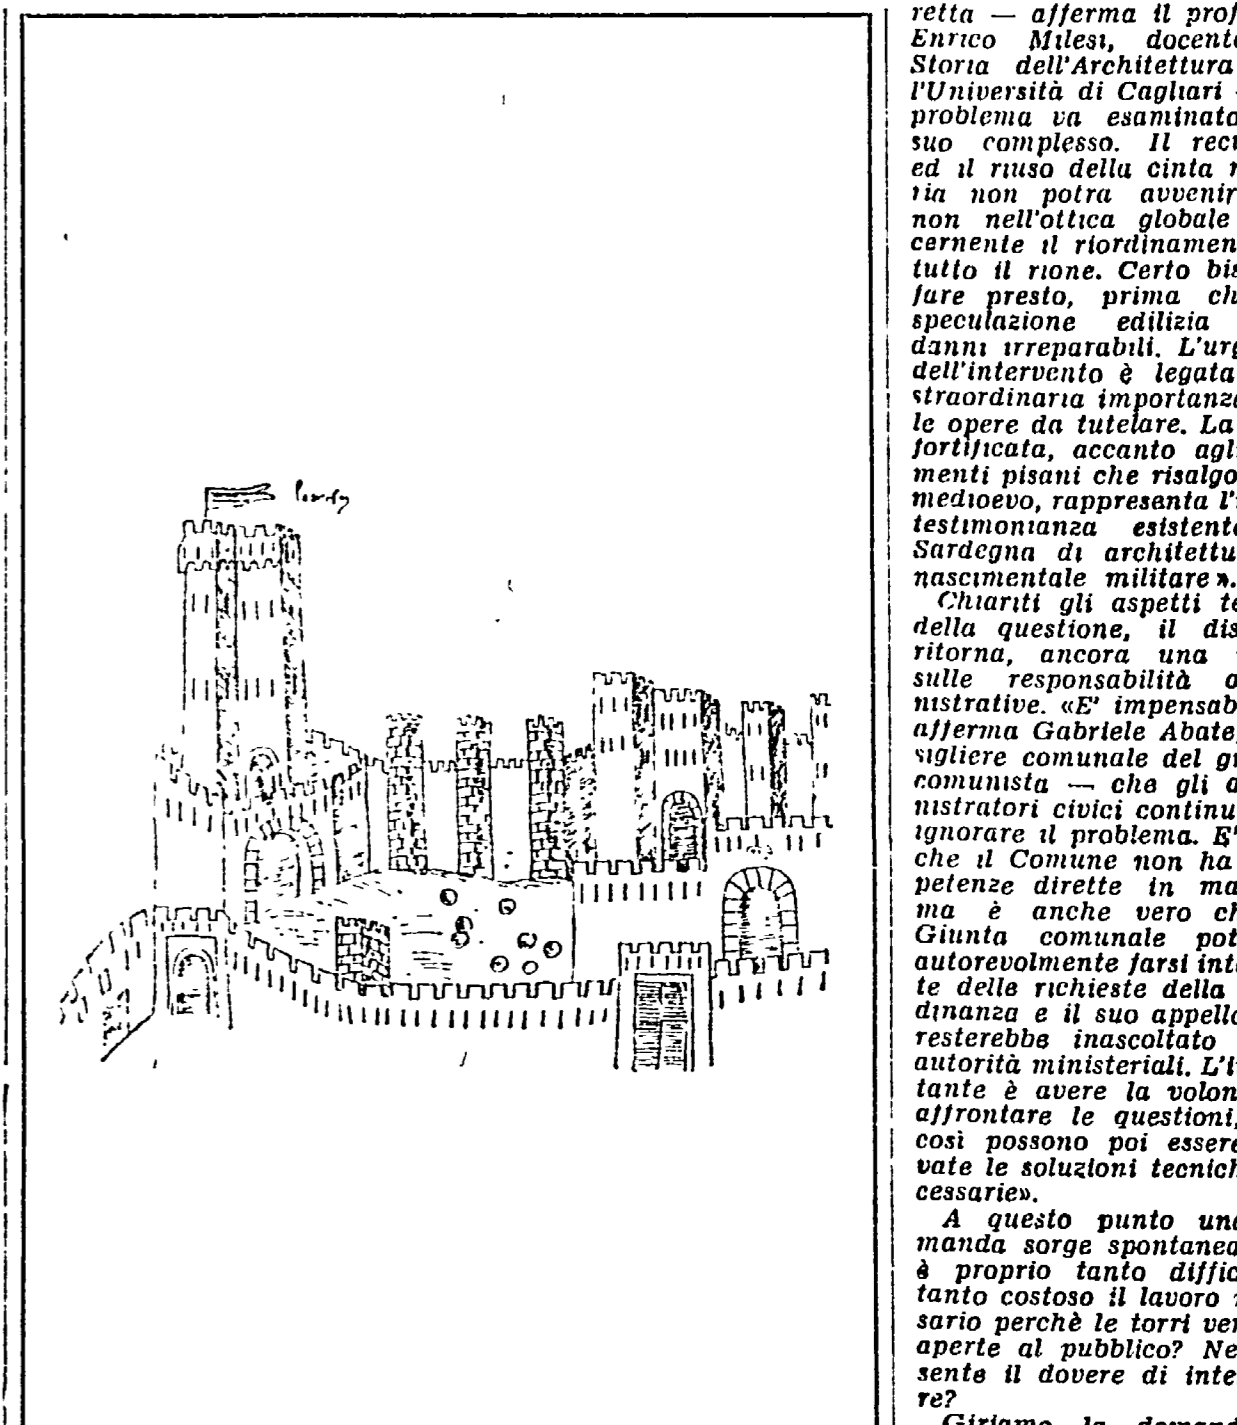 retta — afferma il prof
Enrico Milesi, docente
Storia dell'Architettura
l'Università di Cagliari
problema va esaminato
suo complesso. Il recu
ed il riuso della cinta
ria non potra avvenir
non nell'ottica globale
cernente il riordinamen
tutto il rione. Certo bis
fare presto, prima ch
speculazione edilizia
danni irreparabili. L'urg
dell'intervento è legata
straordinaria importanza
le opere da tutelare. La
fortificata, accanto agl
menti pisani che risalgo
medioevo, rappresenta l'
testimonianza esistent
Sardegna di architettu
nascimentale militare».
Chiariti gli aspetti te
della questione, il dis
ritorna, ancora una
sulle responsabilità a
nistrative. «E' impensab
afferma Gabriele Abate,
sigliere comunale del g
comunista — che gli a
nistratori civici continu
ignorare il problema. E'
che il Comune non ha
petenze dirette in ma
ma è anche vero ch
Giunta comunale pot
autorevolmente farsi int
te delle richieste della
dinanza e il suo appello
resterebbe inascoltato
autorità ministeriali. L'i
tante è avere la volon
affrontare le questioni,
così possono poi essere
vate le soluzioni tecnich
cessarie».
A questo punto una
manda sorge spontanea
è proprio tanto diffic
tanto costoso il lavoro
sario perchè le torri ven
aperte al pubblico? Ne
sente il dovere di inte
re?
Giriamo la domand